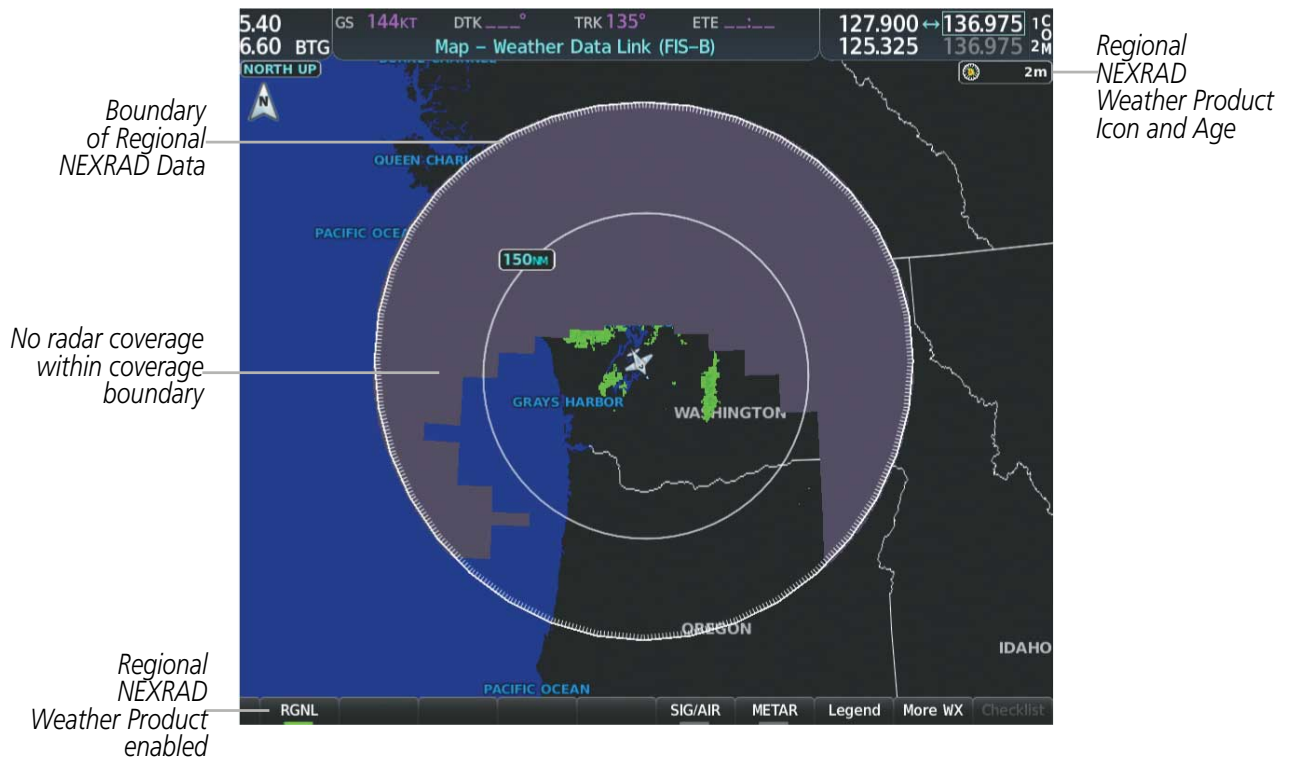 5.40 GS 144KT DTK ___° TRK 135° ETE __:__ 127.900 ↔ 136.975 1 C
6.60 BTG Map – Weather Data Link (FIS–B) 125.325 136.975 2 O M
NORTH UP
2m
N
Regional
NEXRAD
Weather Product
Icon and Age
Boundary
of Regional
NEXRAD Data
QUEEN CHARL
PACIFIC OCEA
150NM
No radar coverage
within coverage
boundary
GRAYS HARBOR
WASHINGTON
OREGON
IDAHO
PACIFIC OCEAN
Regional
NEXRAD
Weather Product
enabled
RGNL SIG/AIR METAR Legend More WX Checklist